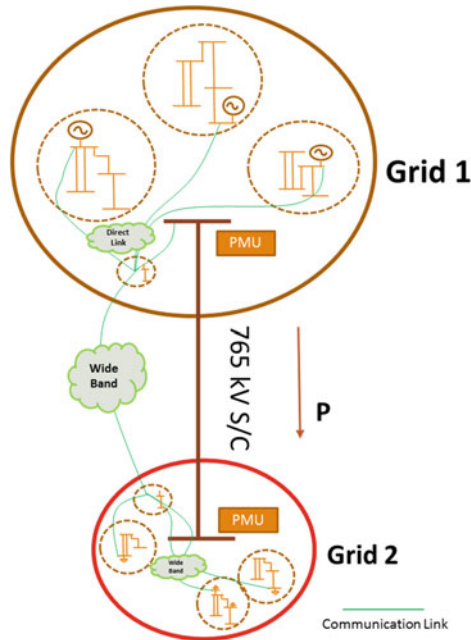 Grid 1
Direct
Link
PMU
Wide
Band
765 kV S/C
P
PMU
Wide
Band
Grid 2
Communication Link